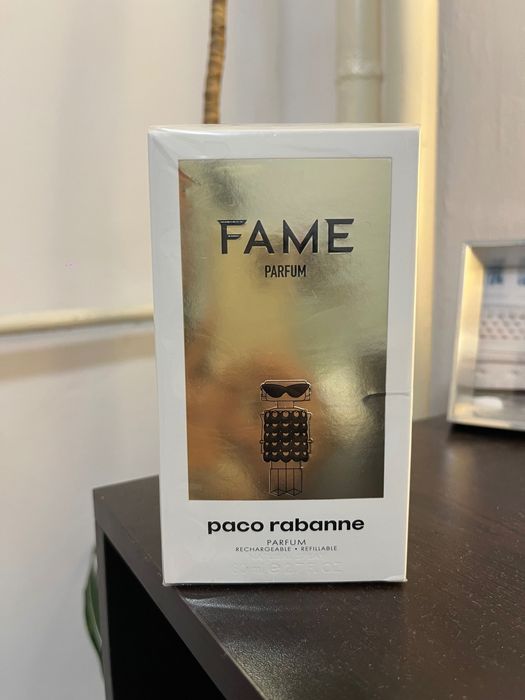 FAME
PARFUM
paco rabanne
PARFUM
RECHARGEABLE • REFILLABLE